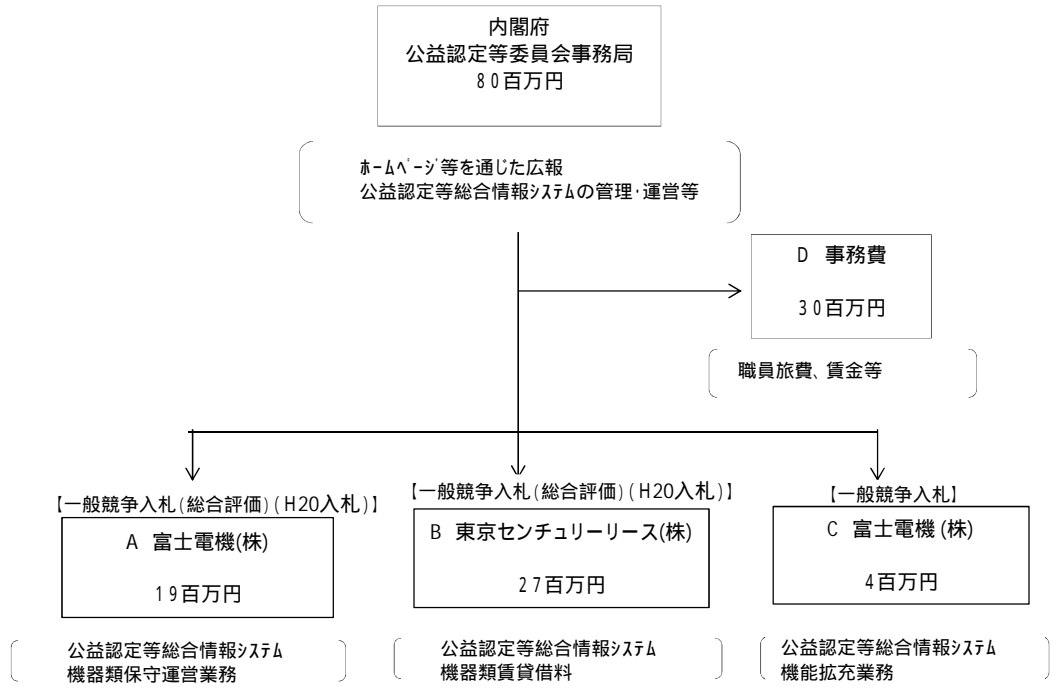 内閣府
公益認定等委員会事務局
80百万円
ﾎｰﾑﾍﾟｰｼﾞ等を通じた広報
公益認定等総合情報ｼｽﾃﾑの管理･運営等
D 事務費
30百万円
職員旅費、賃金等
【一般競争入札(総合評価)(H20入札)】
A 富士電機(株)
19百万円
公益認定等総合情報ｼｽﾃﾑ
機器類保守運営業務
【一般競争入札(総合評価)(H20入札)】
B 東京センチュリーリース(株)
27百万円
公益認定等総合情報ｼｽﾃﾑ
機器類賃貸借料
【一般競争入札】
C 富士電機(株)
4百万円
公益認定等総合情報ｼｽﾃﾑ
機能拡充業務